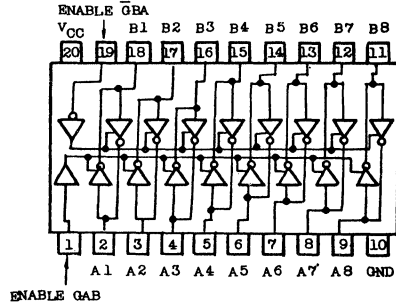 ENABLE G̅BA
VCC B1 B2 B3 B4 B5 B6 B7 B8
20 19 18 17 16 15 14 13 12 11
1 2 3 4 5 6 7 8 9 10
A1 A2 A3 A4 A5 A6 A7 A8 GND
ENABLE GAB